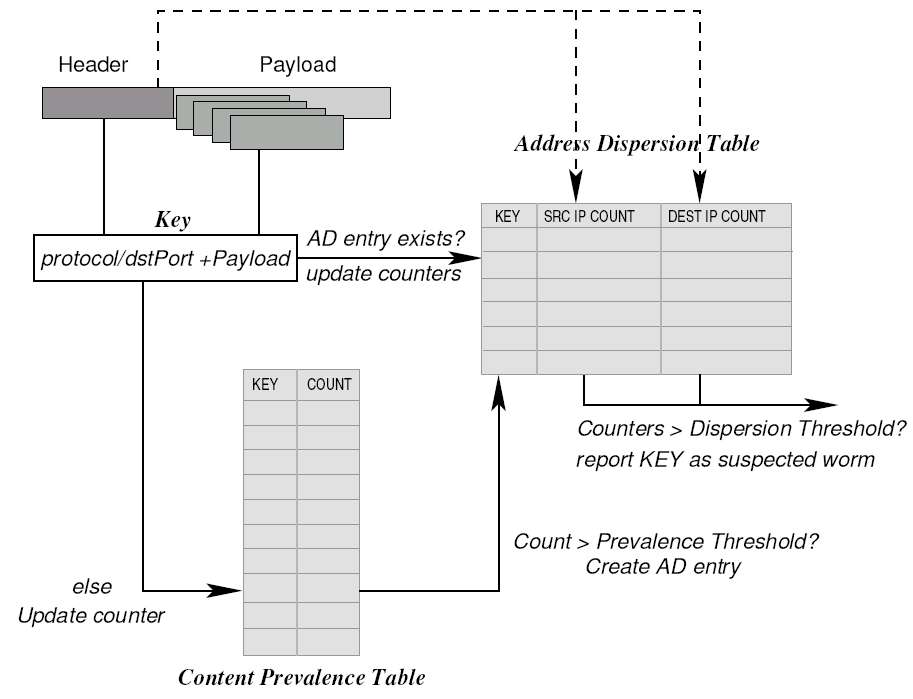 Header
Payload
Address Dispersion Table
Key
protocol/dstPort +Payload
AD entry exists?
update counters
KEY
SRC IP COUNT
DEST IP COUNT
KEY
COUNT
Counters > Dispersion Threshold?
report KEY as suspected worm
Count > Prevalence Threshold?
Create AD entry
else
Update counter
Content Prevalence Table